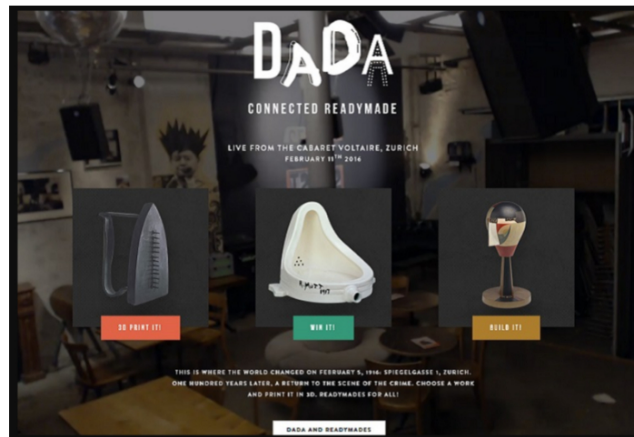 DADA
CONNECTED READYMADE
LIVE FROM THE CABARET VOLTAIRE, ZURICH
FEBRUARY 11TH 2016
R. MUTT
1917
3D PRINT IT!
WIN IT!
BUILD IT!
THIS IS WHERE THE WORLD CHANGED ON FEBRUARY 5, 1916. SPIEGELGASSE 1, ZURICH.
ONE HUNDRED YEARS LATER, A RETURN TO THE SCENE OF THE CRIME. CHOOSE A WORK
AND PRINT IT IN 3D. READYMADES FOR ALL!
DADA AND READYMADES